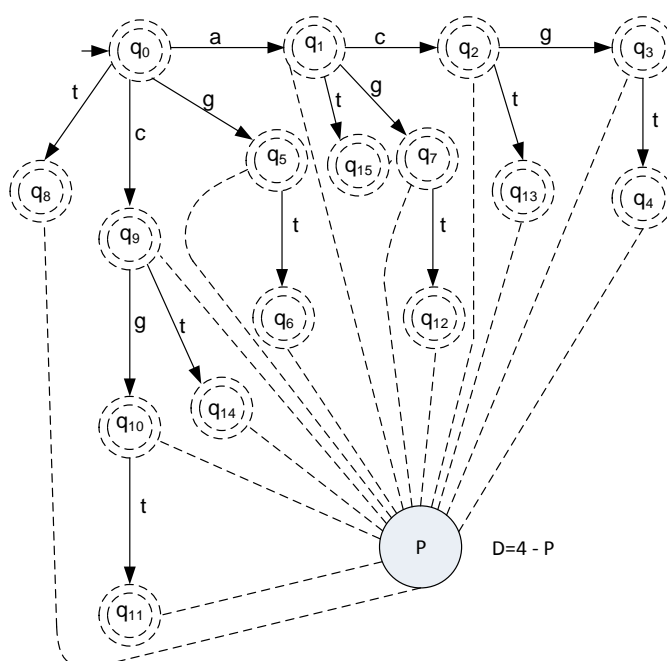 q0 a q1 c q2 g q3
t c g t g t t
q8 q9 q5 q15 q7 q13 q4
g t t t
q6 q12
q10 q14
t
q11
P D=4 - P